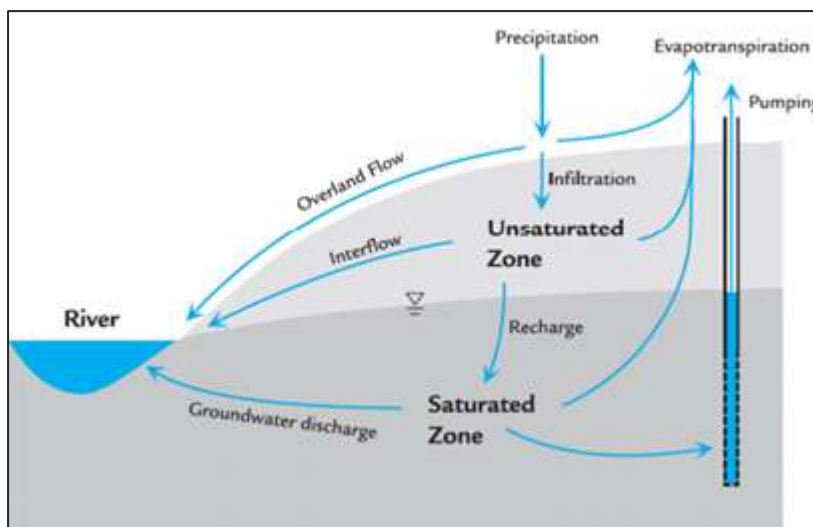 Precipitation
Evapotranspiration
Pumping
Overland Flow
Infiltration
Unsaturated
Zone
Interflow
River
Recharge
Saturated
Zone
Groundwater discharge